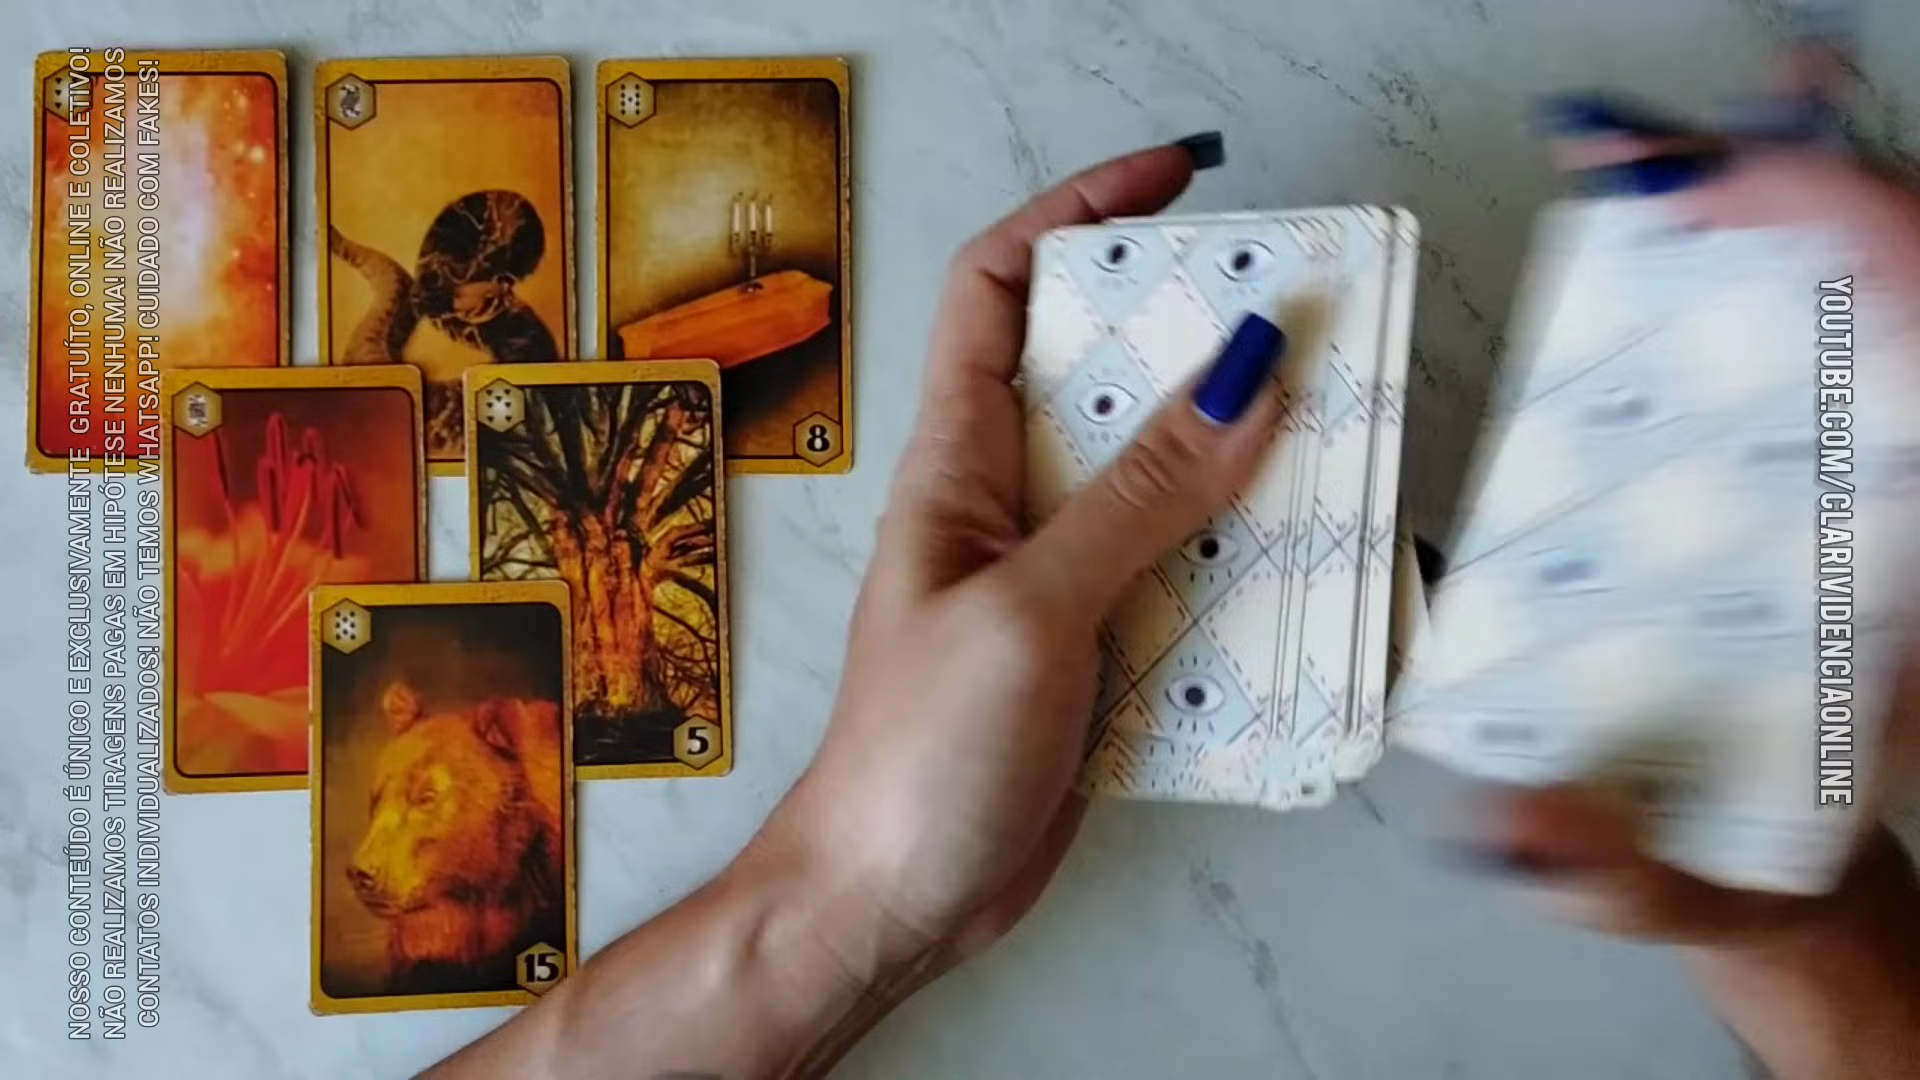 NOSSO CONTEÚDO É ÚNICO E EXCLUSIVAMENTE GRATUÍTO, ONLINE E COLETIVO!
NÃO REALIZAMOS TIRAGENS PAGAS EM HIPÓTESE NENHUMA! NÃO REALIZAMOS
CONTATOS INDIVIDUALIZADOS! NÃO TEMOS WHATSAPP! CUIDADO COM FAKES!
8
5
15
YOUTUBE.COM/CLARIVIDENCIAONLINE